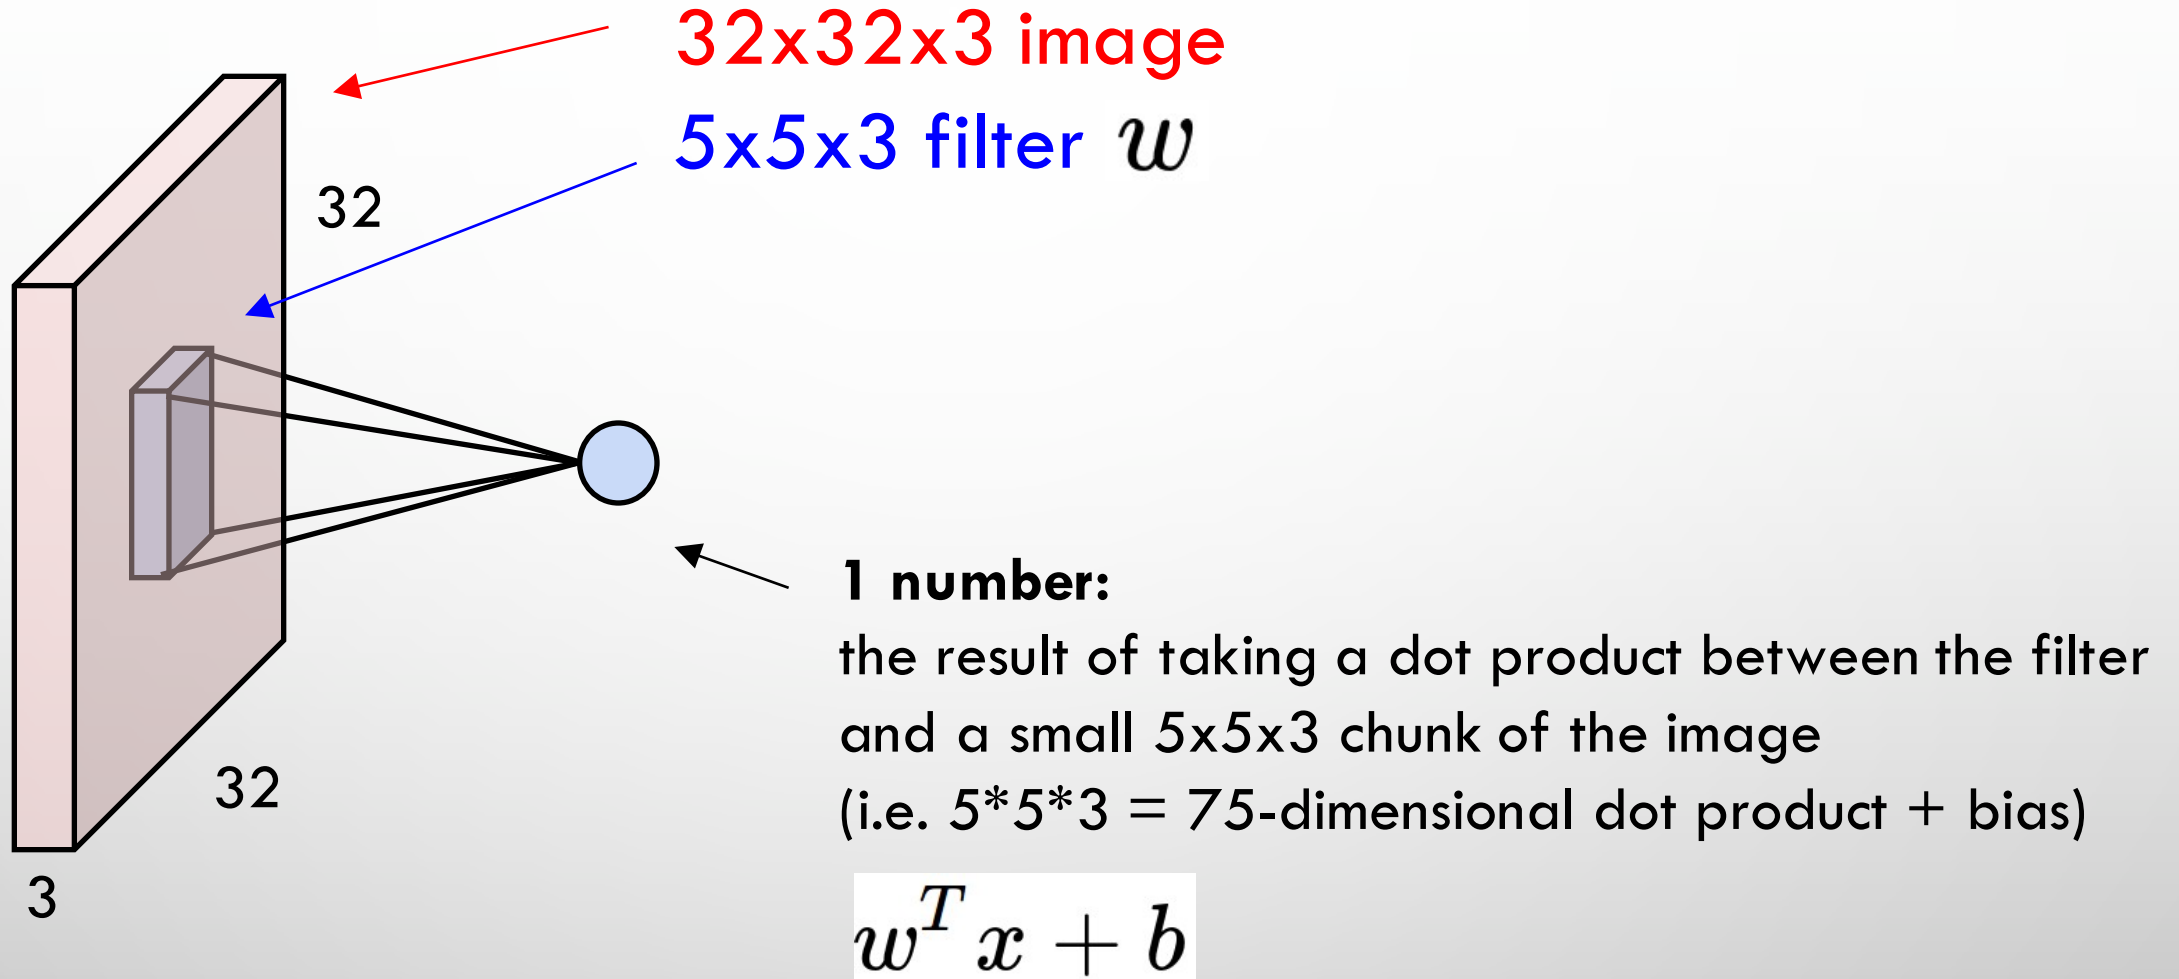 32x32x3 image
5x5x3 filter w
32
32
3
1 number:
the result of taking a dot product between the filter
and a small 5x5x3 chunk of the image
(i.e. 5*5*3 = 75-dimensional dot product + bias)
w^T x + b